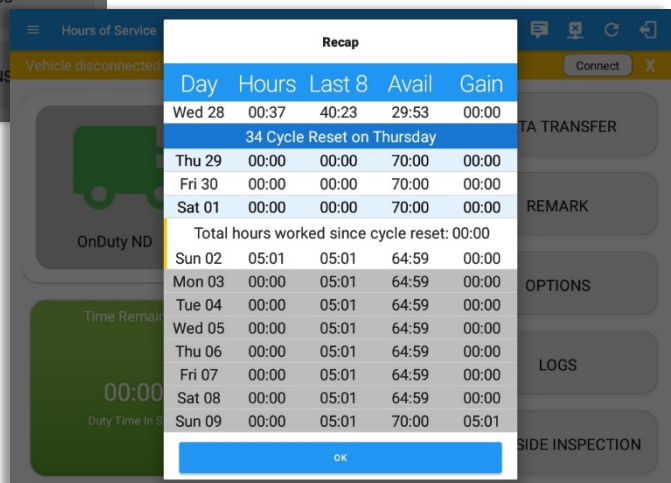 Hours of Service
Recap
Vehicle disconnected
Connect X
Day Hours Last 8 Avail Gain
Wed 28 00:37 40:23 29:53 00:00
34 Cycle Reset on Thursday
Thu 29 00:00 00:00 70:00 00:00
Fri 30 00:00 00:00 70:00 00:00
Sat 01 00:00 00:00 70:00 00:00
Total hours worked since cycle reset: 00:00
Sun 02 05:01 05:01 64:59 00:00
Mon 03 00:00 05:01 64:59 00:00
Tue 04 00:00 05:01 64:59 00:00
Wed 05 00:00 05:01 64:59 00:00
Thu 06 00:00 05:01 64:59 00:00
Fri 07 00:00 05:01 64:59 00:00
Sat 08 00:00 05:01 64:59 00:00
Sun 09 00:00 05:01 70:00 05:01
OK
OnDuty ND
Time Remain
00:00
Duty Time In S
TA TRANSFER
REMARK
OPTIONS
LOGS
SIDE INSPECTION